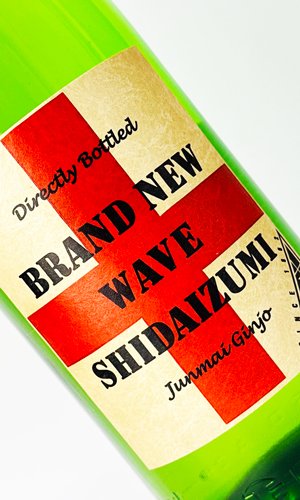 Directly Bottled
BRAND NEW
WAVE
SHIDAIZUMI
Junmai Ginjo